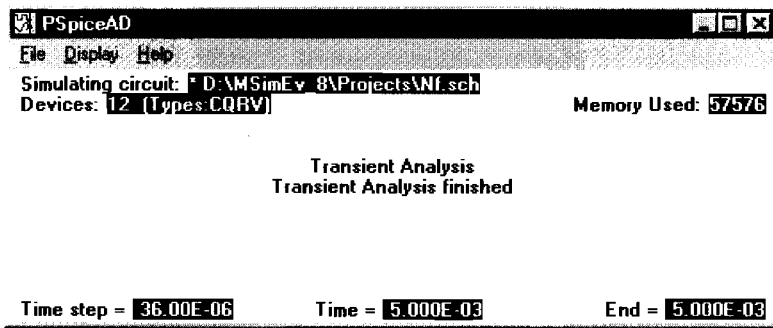 PSpiceAD
File Display Help
Simulating circuit: * D:\MSimEv_8\Projects\Nf.sch
Devices: 12 (Types:CQRV) Memory Used: 57576
Transient Analysis
Transient Analysis finished
Time step = 36.00E-06 Time = 5.000E-03 End = 5.000E-03